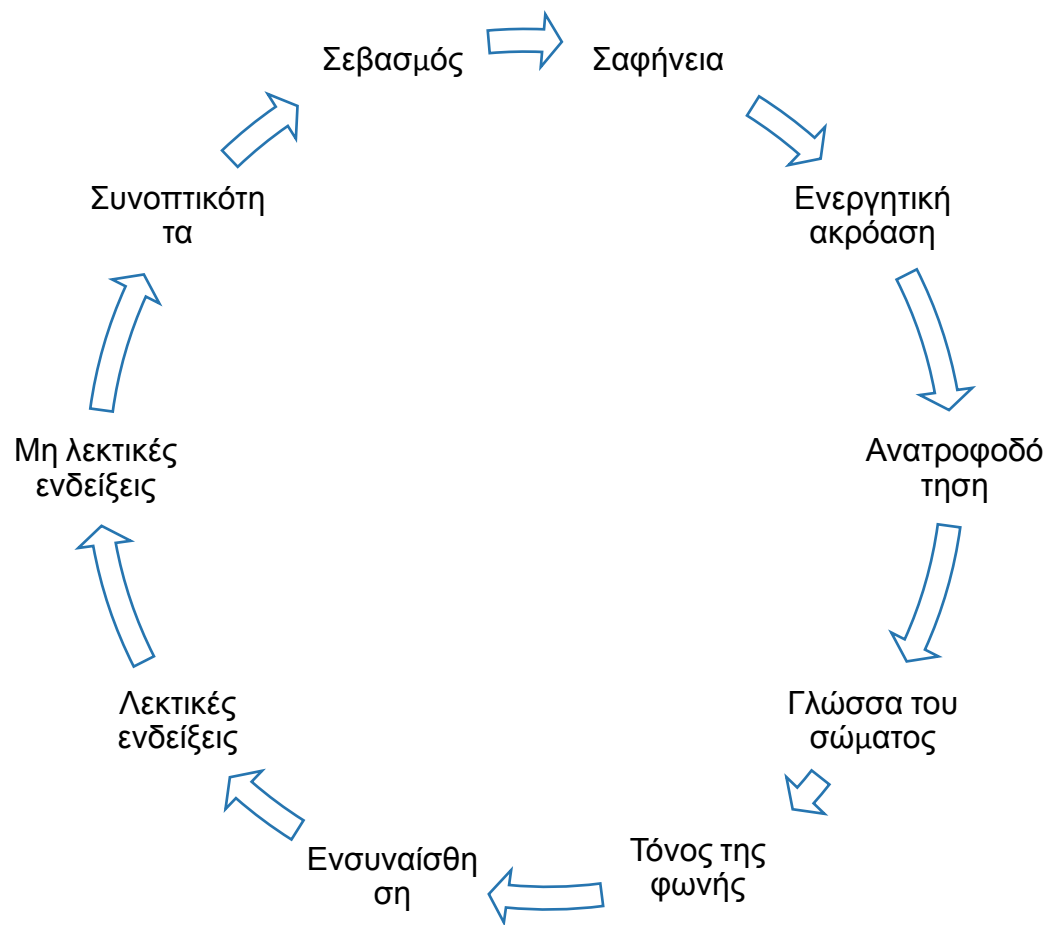 Σεβασμός
Σαφήνεια
Ενεργητική
ακρόαση
Ανατροφοδό
τηση
Γλώσσα του
σώματος
Τόνος της
φωνής
Ενσυναίσθη
ση
Λεκτικές
ενδείξεις
Μη λεκτικές
ενδείξεις
Συνοπτικότη
τα